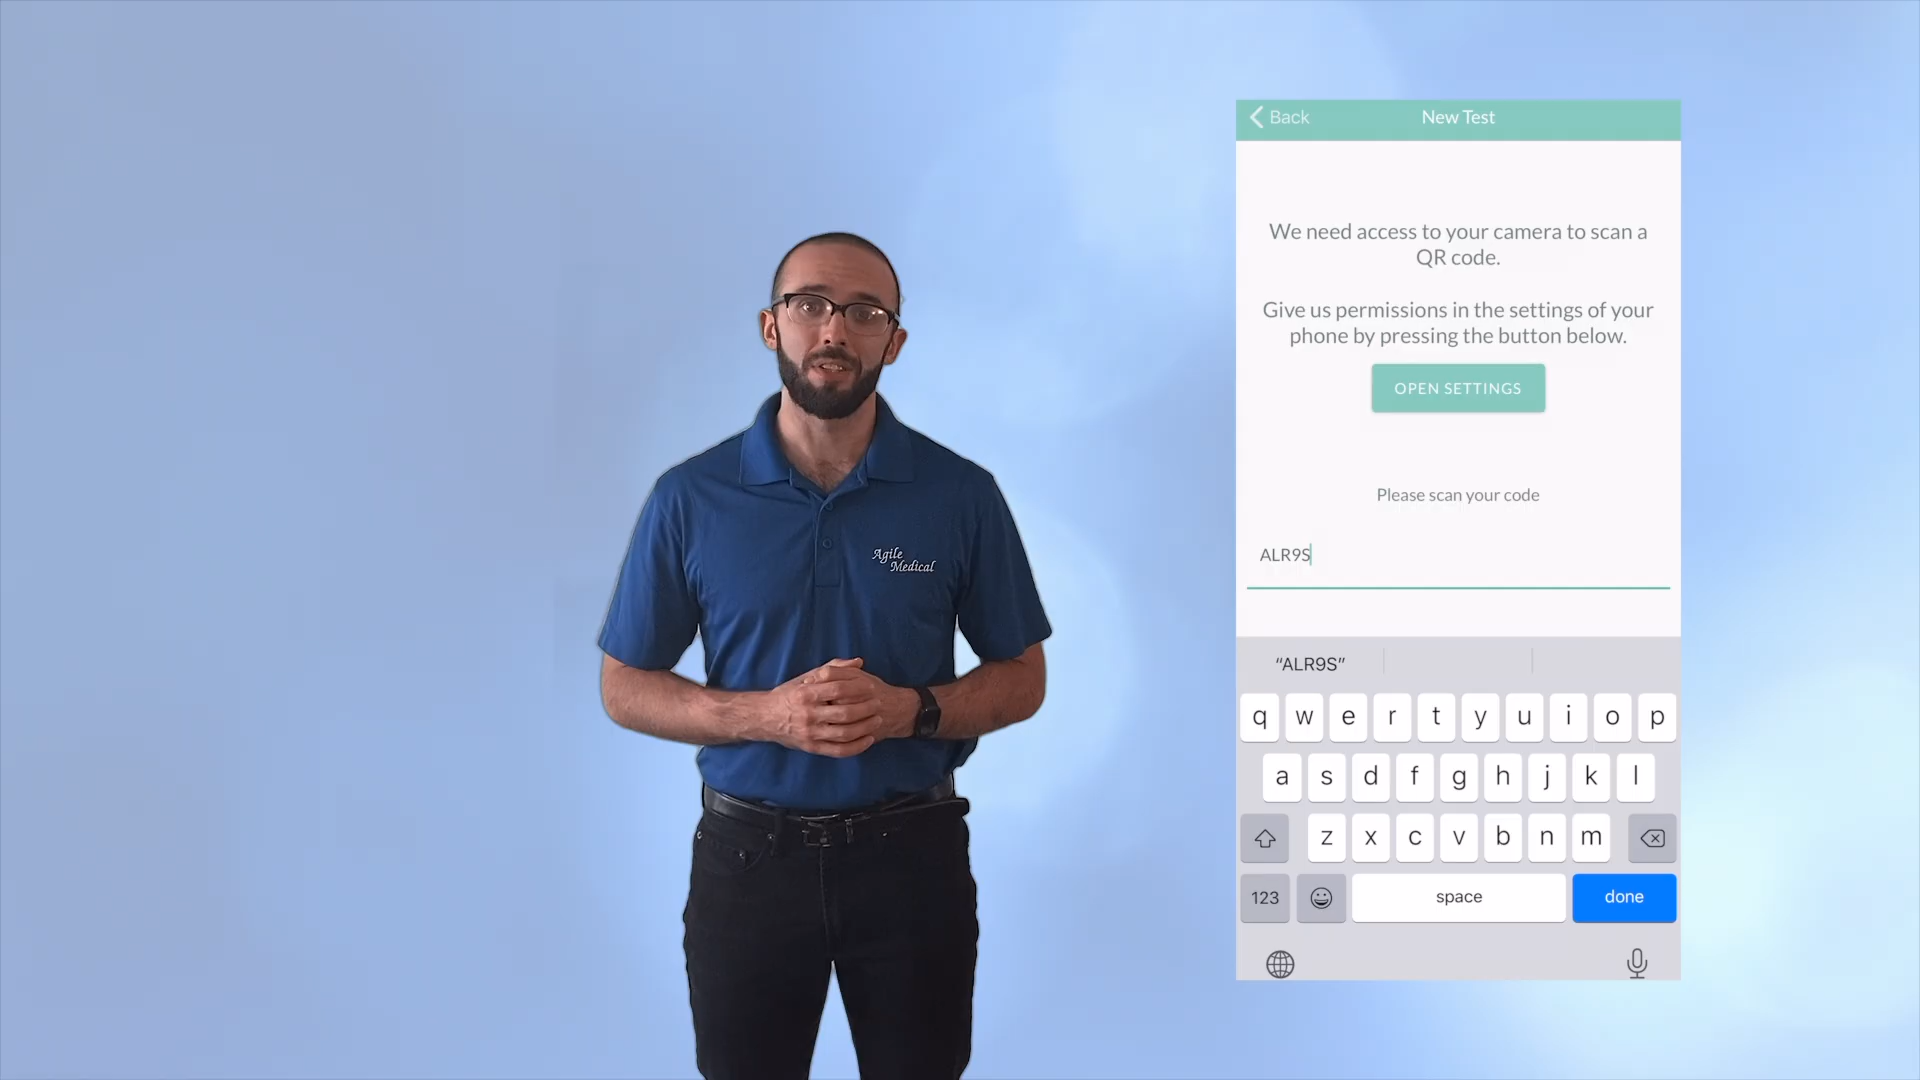 Back
New Test
We need access to your camera to scan a
QR code.
Give us permissions in the settings of your
phone by pressing the button below.
OPEN SETTINGS
Please scan your code
ALR9S
“ALR9S”
q w e r t y u i o p
a s d f g h j k l
z x c v b n m
123 space done
Agile
Medical